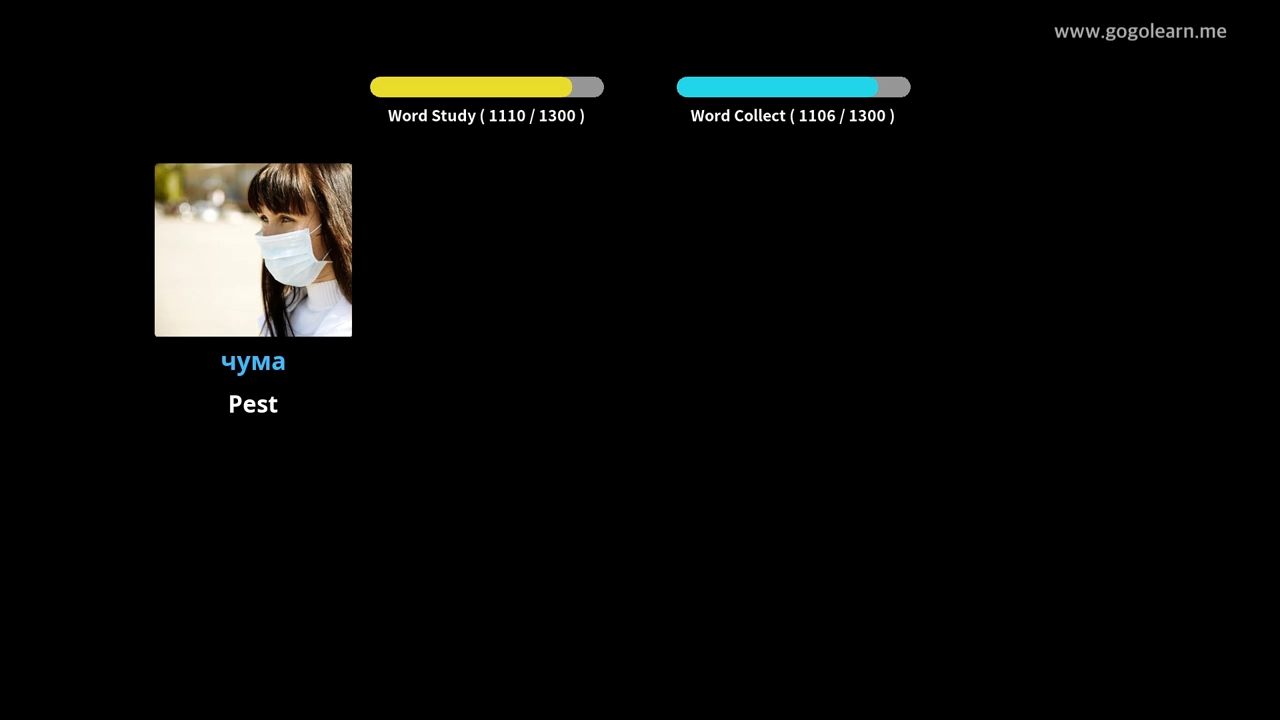 www.gogolearn.me
Word Study ( 1110 / 1300 )
Word Collect ( 1106 / 1300 )
чума
Pest